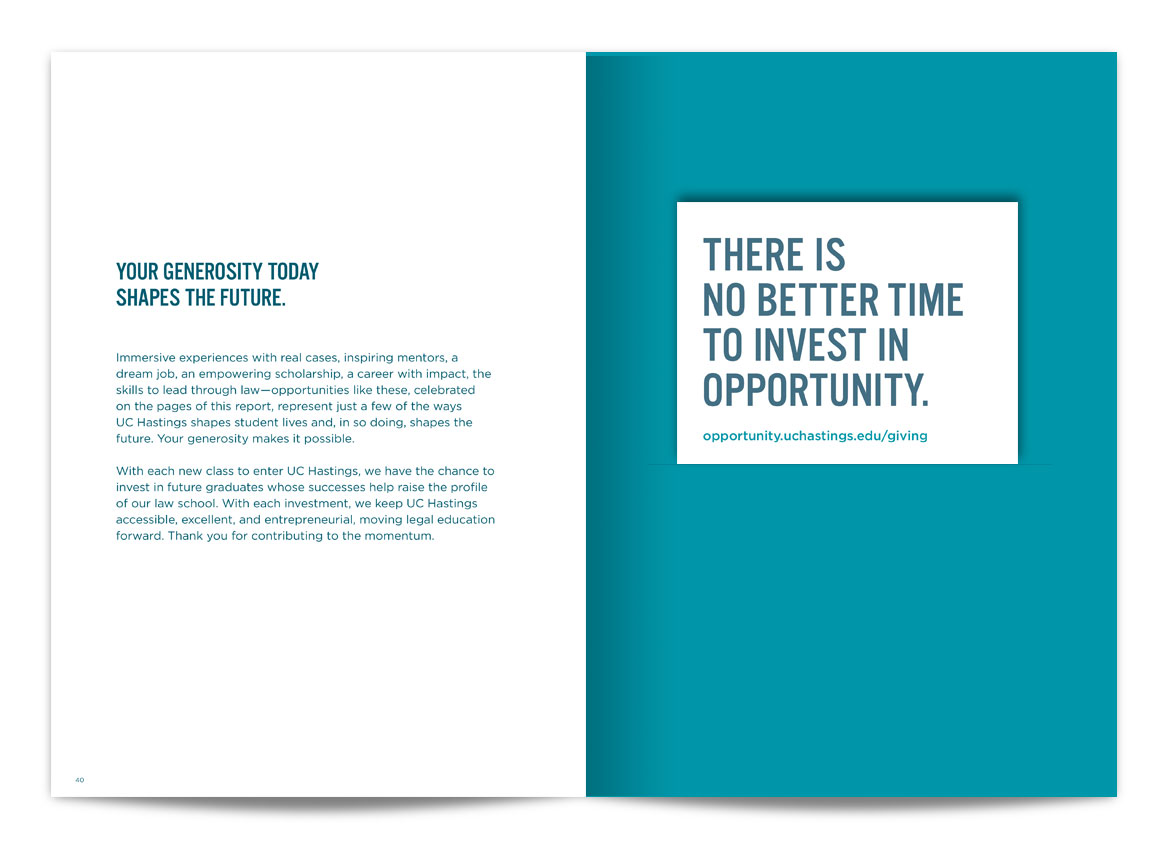 YOUR GENEROSITY TODAY
SHAPES THE FUTURE.
Immersive experiences with real cases, inspiring mentors, a
dream job, an empowering scholarship, a career with impact, the
skills to lead through law—opportunities like these, celebrated
on the pages of this report, represent just a few of the ways
UC Hastings shapes student lives and, in so doing, shapes the
future. Your generosity makes it possible.
With each new class to enter UC Hastings, we have the chance to
invest in future graduates whose successes help raise the profile
of our law school. With each investment, we keep UC Hastings
accessible, excellent, and entrepreneurial, moving legal education
forward. Thank you for contributing to the momentum.
40
THERE IS
NO BETTER TIME
TO INVEST IN
OPPORTUNITY.
opportunity.uchastings.edu/giving